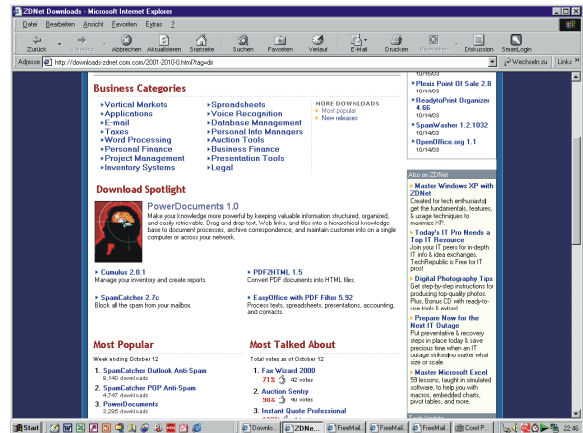 ZDNet Downloads - Microsoft Internet Explorer
Datei Bearbeiten Ansicht Favoriten Extras ?
Zurück Abbrechen Aktualisieren Startseite Suchen Favoriten Verlauf E-Mail Drucken Bearbeiten Diskussion SmartLogin
Adresse http://downloads-zdnet.com.com/2001-2010-0.html?tag=dir Wechseln zu Links »
Business Categories
Vertical Markets
Applications
E-mail
Taxes
Word Processing
Personal Finance
Project Management
Inventory Systems
Spreadsheets
Voice Recognition
Database Management
Personal Info Managers
Auction Tools
Business Finance
Presentation Tools
Legal
MORE DOWNLOADS
Most popular
New releases
10/15/03
Plexis Point Of Sale 2.8
10/14/03
ReadytoPrint Organizer
4.66
10/14/03
SpamWasher 1.2.1032
10/14/03
OpenOffice.org 1.1
10/14/03
Download Spotlight
PowerDocuments 1.0
Make your knowledge more powerful by keeping valuable information structured, organized,
and easily retrievable. Drag and drop text, Web links, and files into a hierarchical knowledge
base to document processes, archive correspondence, and maintain customer info on a single
computer or across your network.
Cumulus 2.0.1
Manage your inventory and create reports.
PDF2HTML 1.5
Convert PDF documents into HTML files.
SpamCatcher 2.7c
Block all the spam from your mailbox.
EasyOffice with PDF Filter 5.92
Process texts, spreadsheets, presentations, accounting,
and contacts.
Most Popular
Week ending October 12
1. SpamCatcher Outlook Anti-Spam
9,140 downloads
2. SpamCatcher POP Anti-Spam
4,747 downloads
3. PowerDocuments
3,295 downloads
Most Talked About
Total votes as of October 12
1. Fax Wizard 2000
71% 42 votes
2. Auction Sentry
98% 40 votes
3. Instant Quote Professional
Also on ZDNet
Master Windows XP with
ZDNet
Created for tech enthusiasts,
get the fundamentals, features,
& usage techniques to
maximize XP.
Today's IT Pro Needs a
Top IT Resource
Join your IT peers for in-depth
IT info & idea exchanges.
TechRepublic is Free for IT
pros!
Digital Photography Tips
Get step-by-step instructions for
producing top-quality photos.
Plus, Bonus CD with ready-to-
use tools & extras!
Prepare Now for the
Next IT Outage
Put preventative & recovery
steps in place today & save
precious time when an IT
outage strikes, no matter what
size or scale.
Master Microsoft Excel
59 lessons, taught in simulated
software, to help you with
macros, embedded charts,
pivot tables, and more.
Start Downlo... ZDNe... FreeMail... FreeMail... FreeMail... Corel P... 22:46